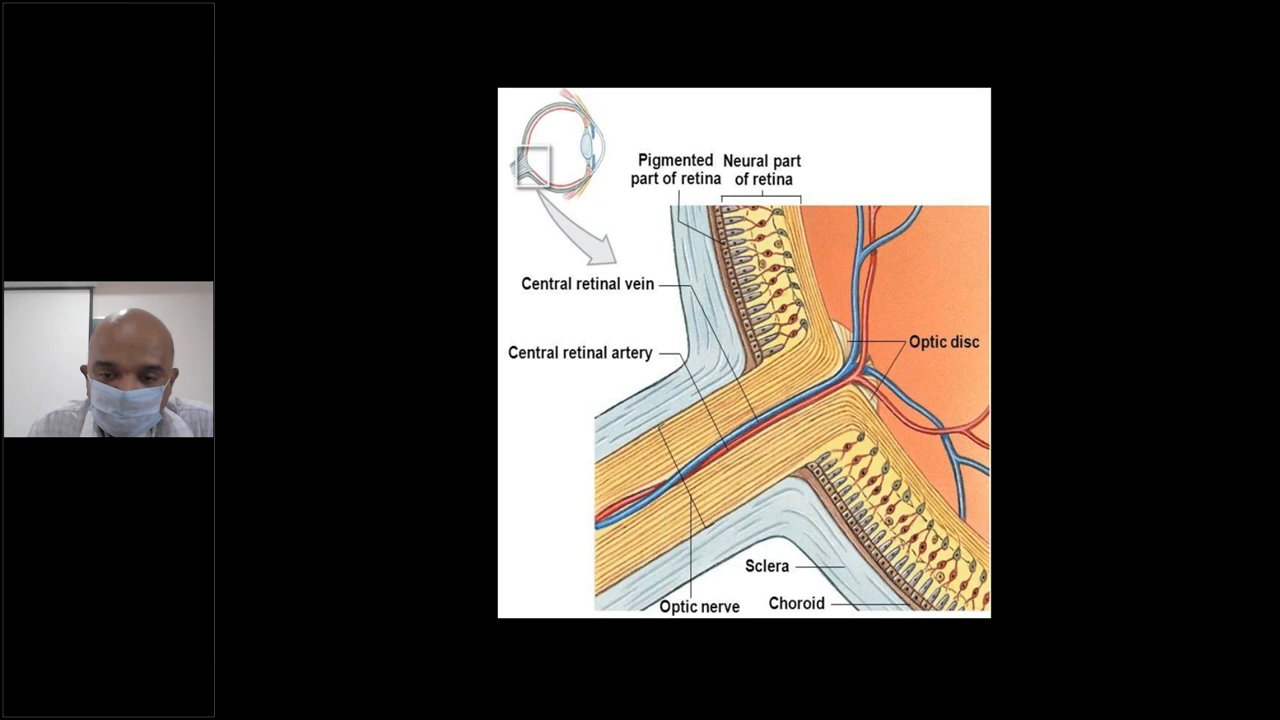 Pigmented
part of retina
Neural part
of retina
Central retinal vein
Central retinal artery
Optic disc
Sclera
Choroid
Optic nerve